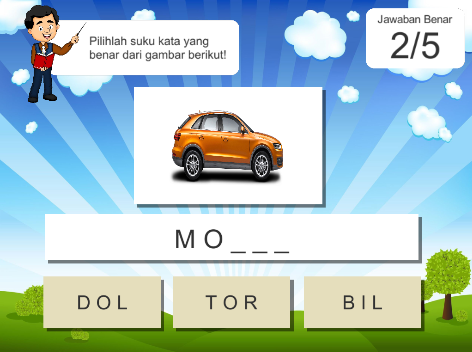 Pilihlah suku kata yang
benar dari gambar berikut!
Jawaban Benar
2/5
M O _ _ _
D O L
T O R
B I L